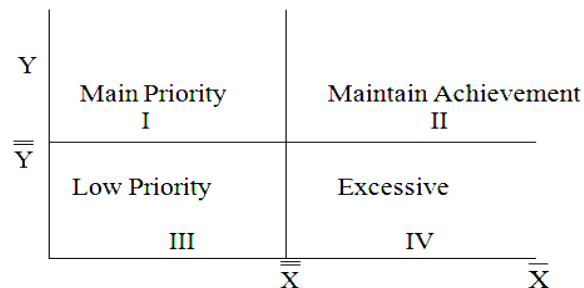 Y
Main Priority
I
Maintain Achievement
II
Y̿
Low Priority
Excessive
III
IV
X̿
X̅